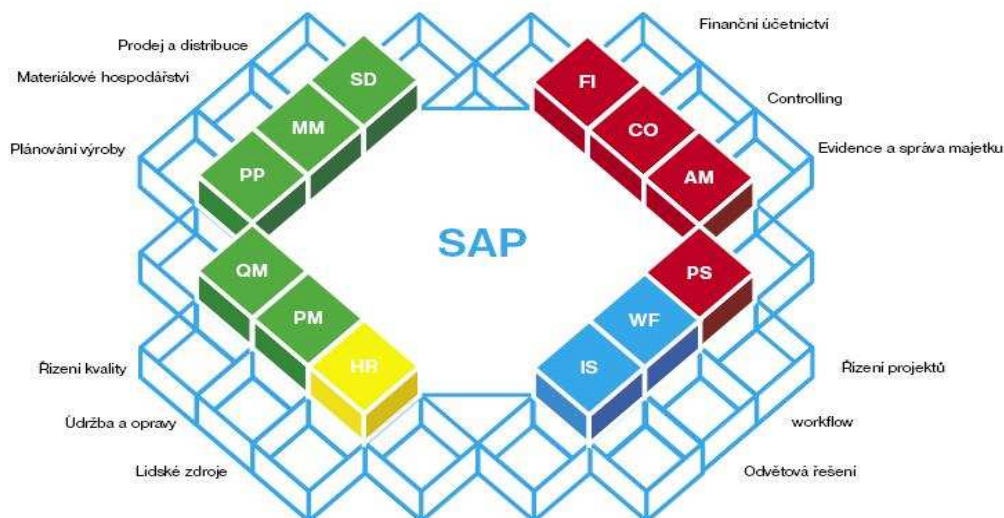 Prodej a distribuce
Materiálové hospodářství
Plánování výroby
SD
MM
PP
Finanční účetnictví
Controlling
Evidence a správa majetku
FI
CO
AM
SAP
QM
PM
HR
PS
WF
IS
Řízení kvality
Údržba a opravy
Lidské zdroje
Řízení projektů
workflow
Odvětová řešení